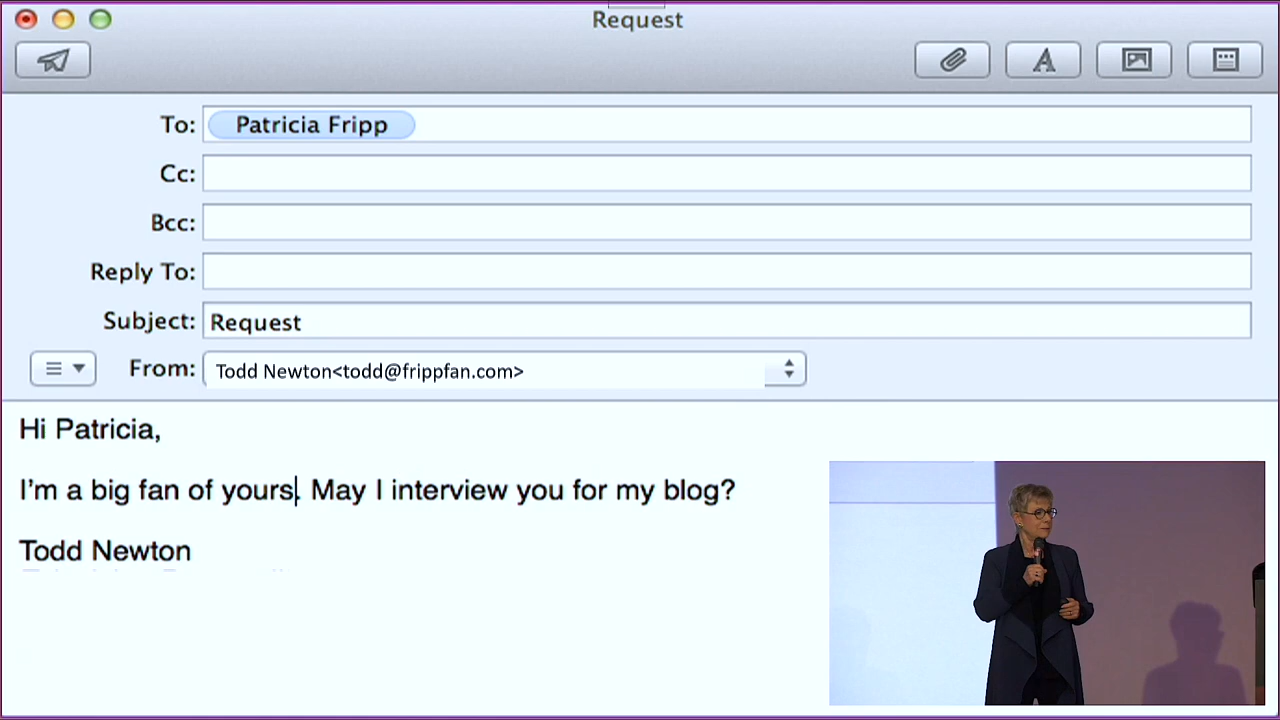 Request
To: Patricia Fripp
Cc:
Bcc:
Reply To:
Subject: Request
From: Todd Newton<todd@frippfan.com>
Hi Patricia,
I'm a big fan of yours. May I interview you for my blog?
Todd Newton